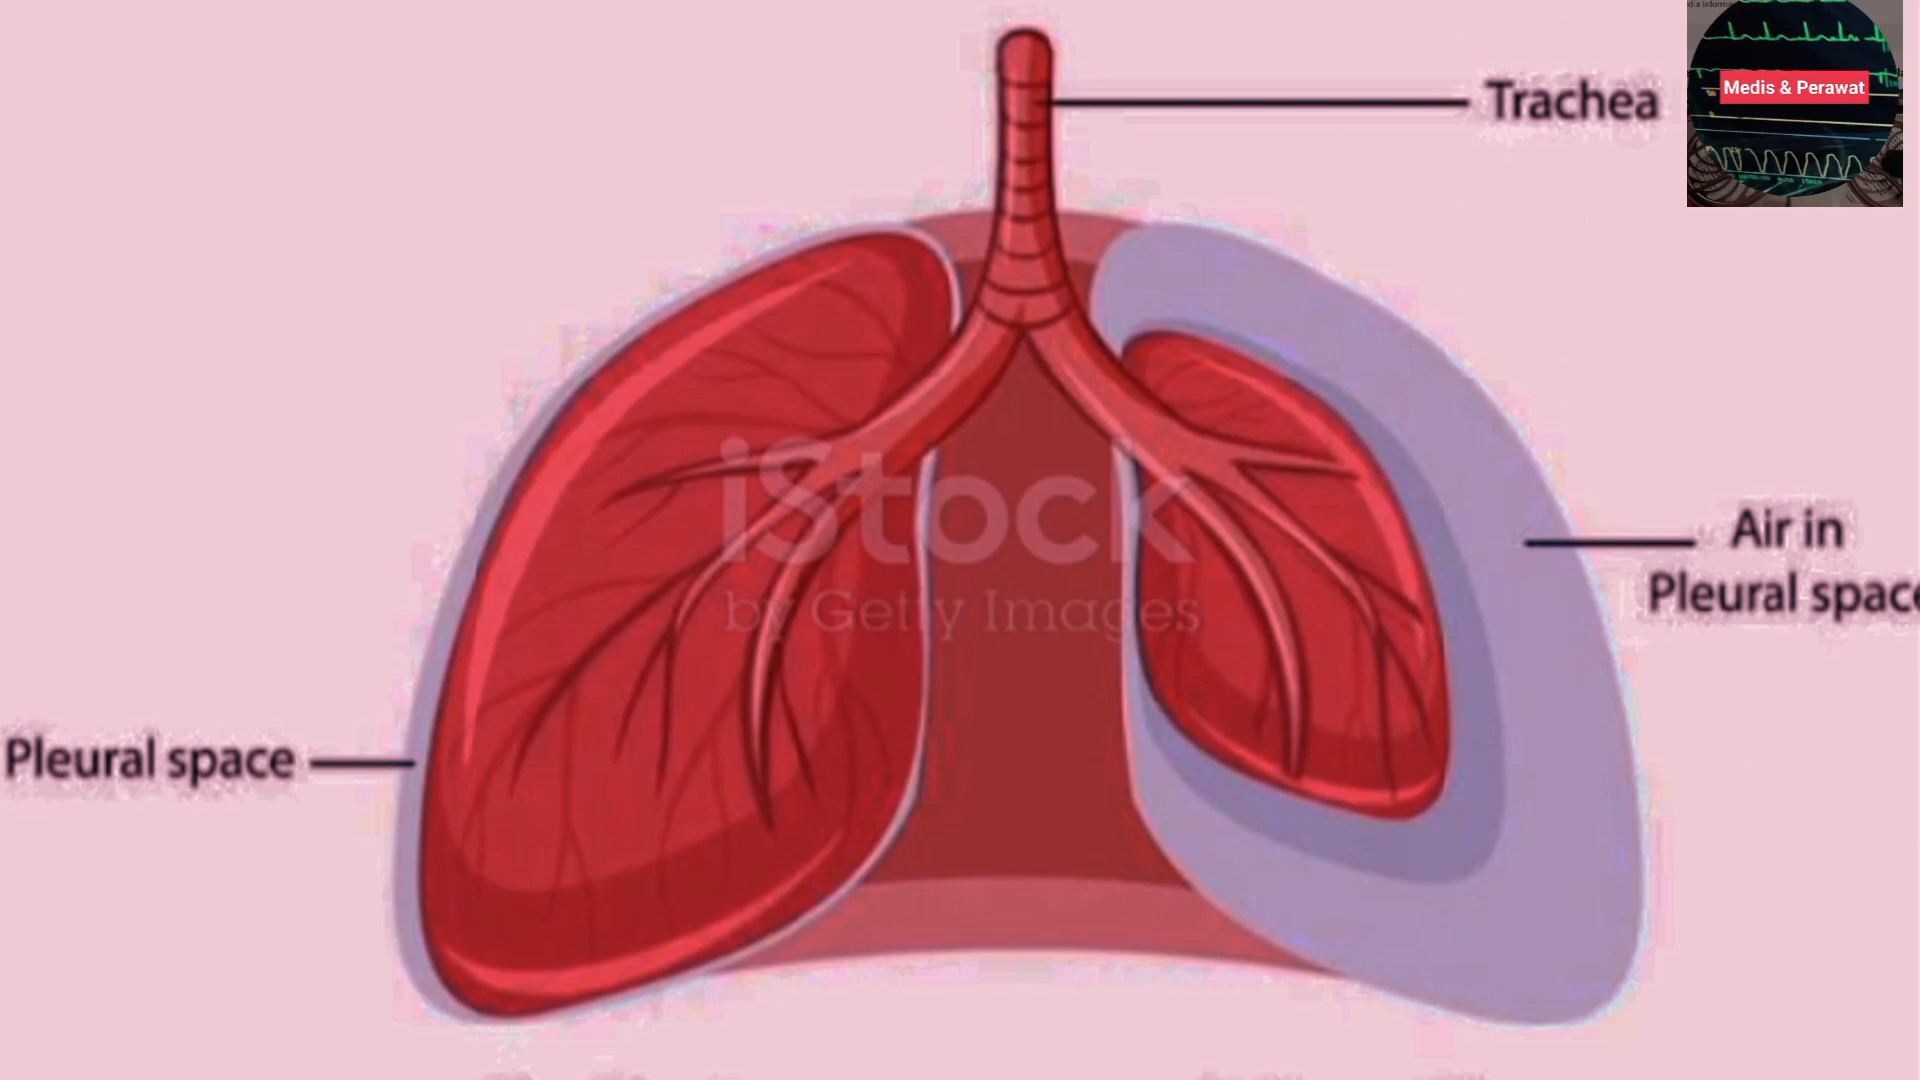 Trachea
Medis & Perawat
iStock
by Getty Images
Air in
Pleural space
Pleural space